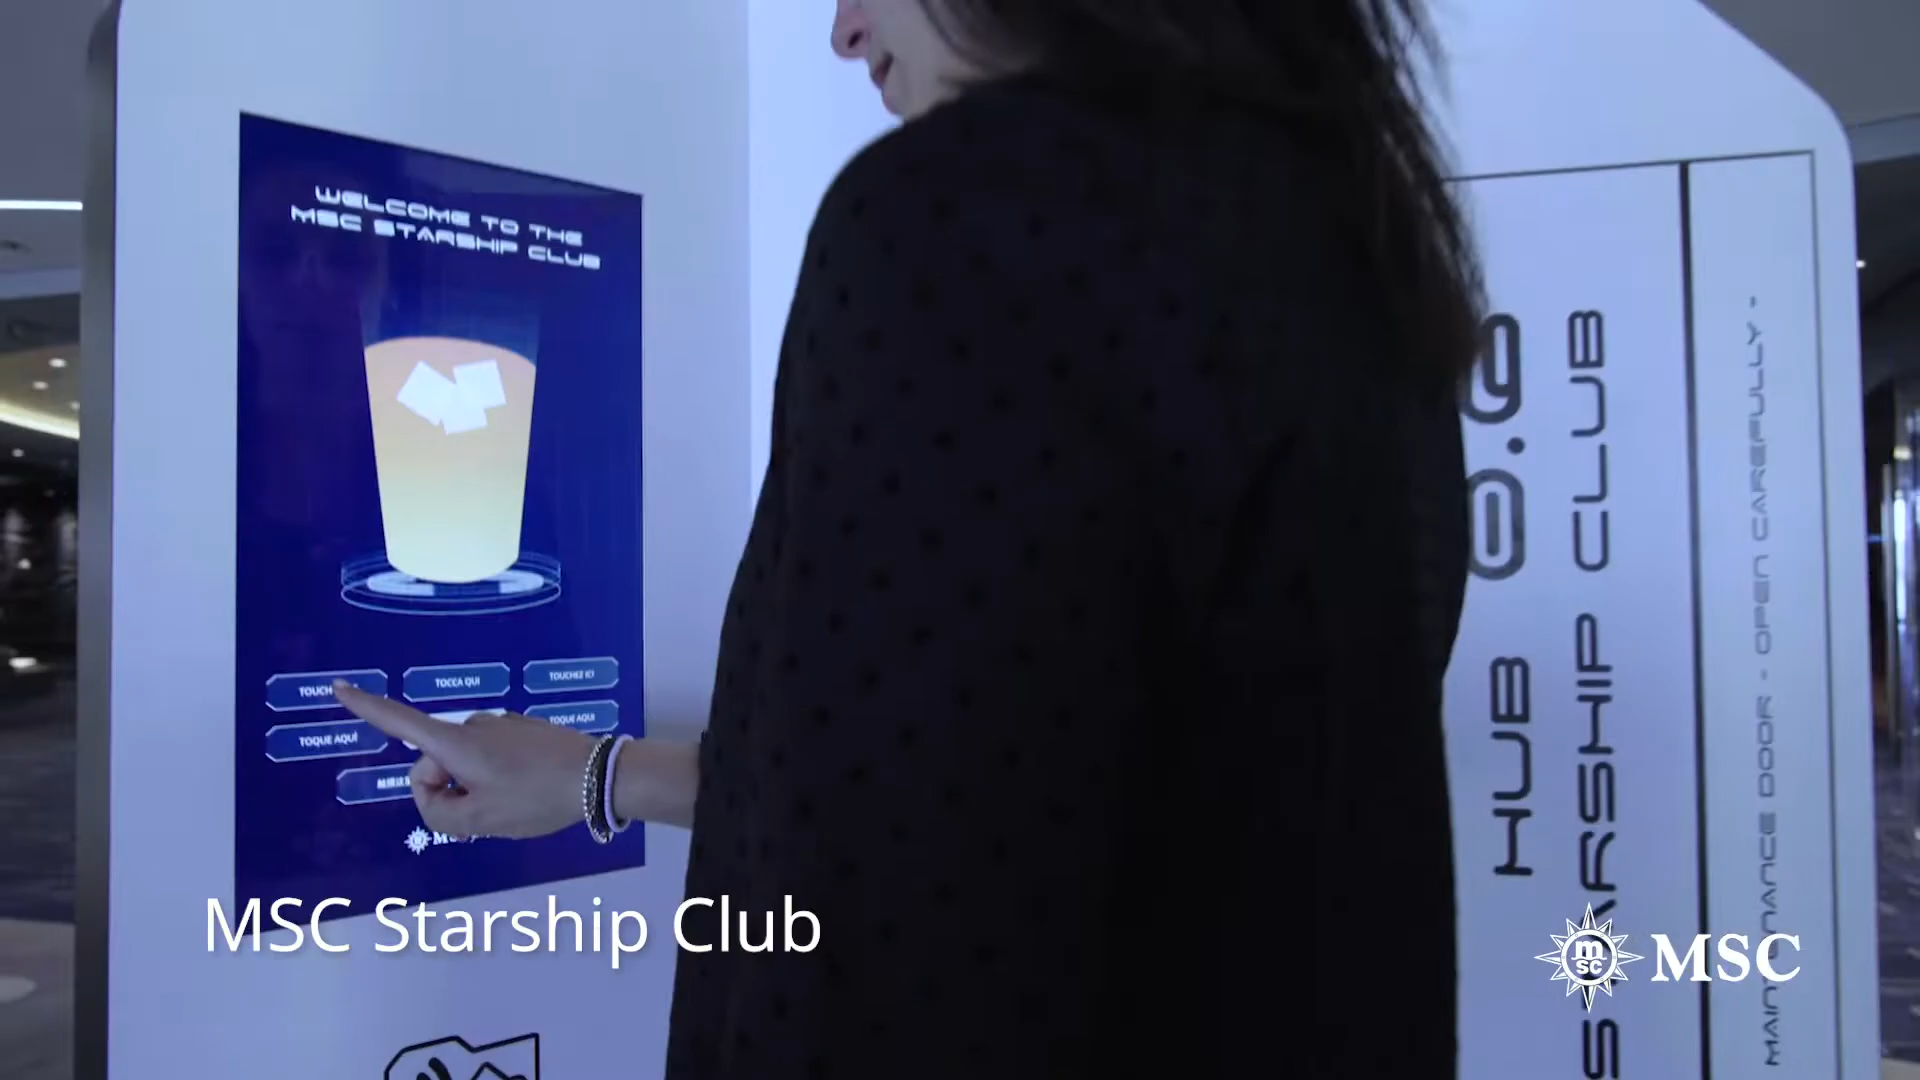 WELCOME TO THE
MSC STARSHIP CLUB
TOCCA QUI
TOUCHEZ ICI
TOQUE AQUÍ
TOQUE AQUI
MSC Starship Club
HUB
STARSHIP CLUB
MAINTENANCE DOOR - OPEN CAREFULLY -
m
sc
MSC